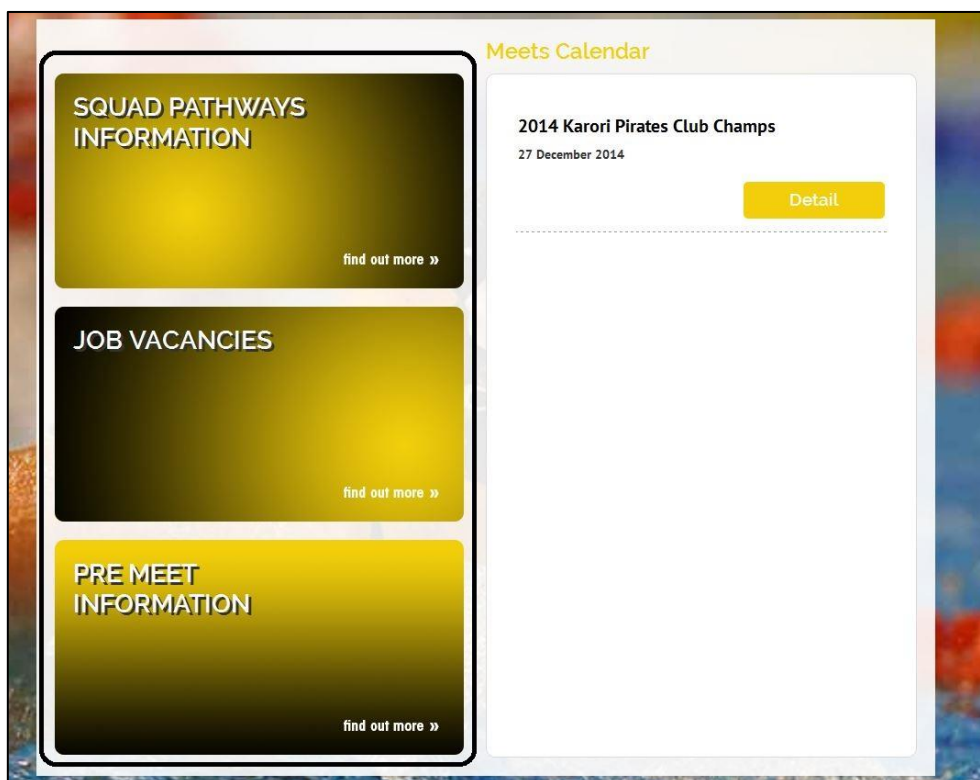 SQUAD PATHWAYS
INFORMATION
find out more »
JOB VACANCIES
find out more »
PRE MEET
INFORMATION
find out more »
Meets Calendar
2014 Karori Pirates Club Champs
27 December 2014
Detail